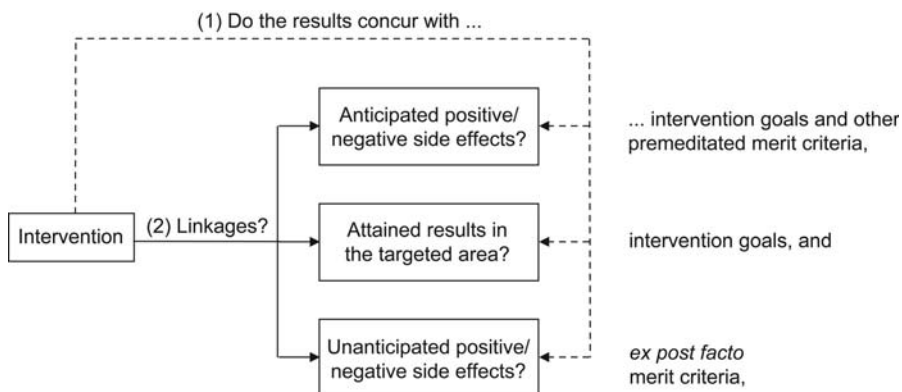 (1) Do the results concur with ...
Anticipated positive/
negative side effects?
... intervention goals and other
premeditated merit criteria,
Intervention
(2) Linkages?
Attained results in
the targeted area?
intervention goals, and
Unanticipated positive/
negative side effects?
ex post facto
merit criteria,